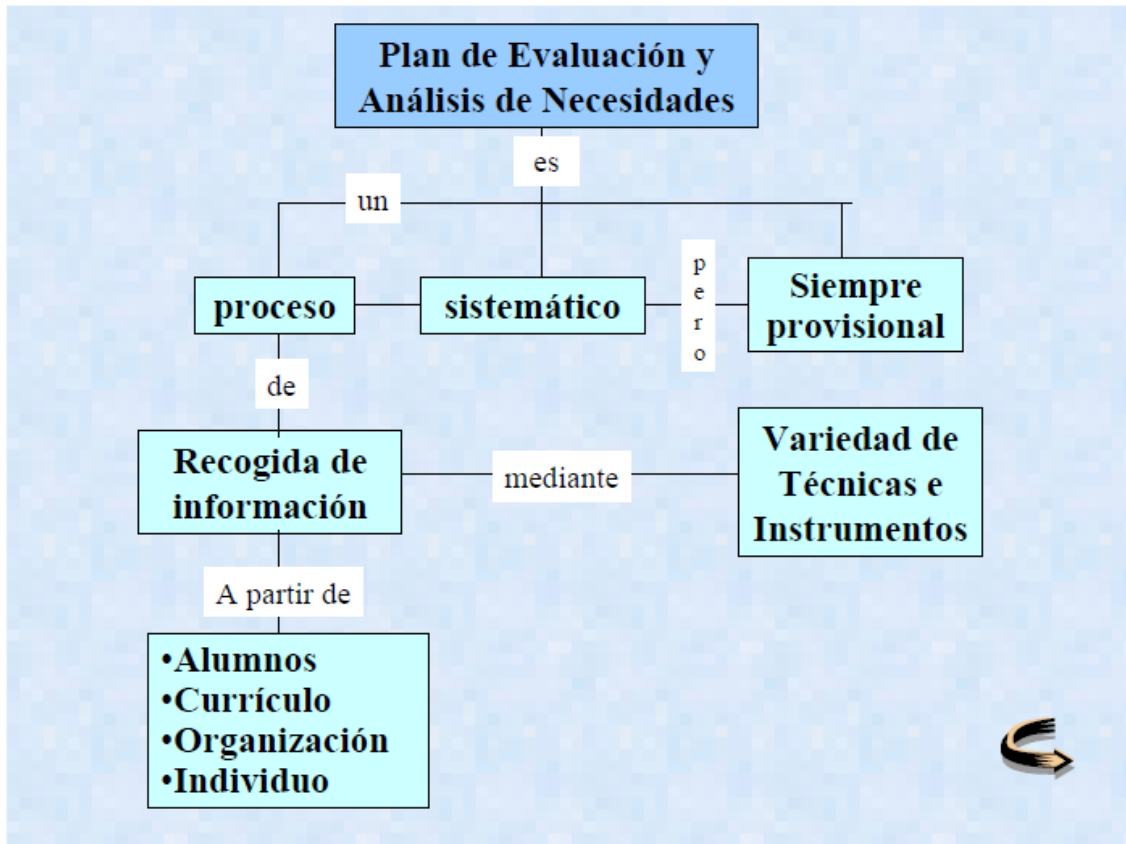 Plan de Evaluación y
Análisis de Necesidades
es
un
proceso
sistemático
pero
Siempre
provisional
de
Recogida de
información
mediante
Variedad de
Técnicas e
Instrumentos
A partir de
•Alumnos
•Currículo
•Organización
•Individuo